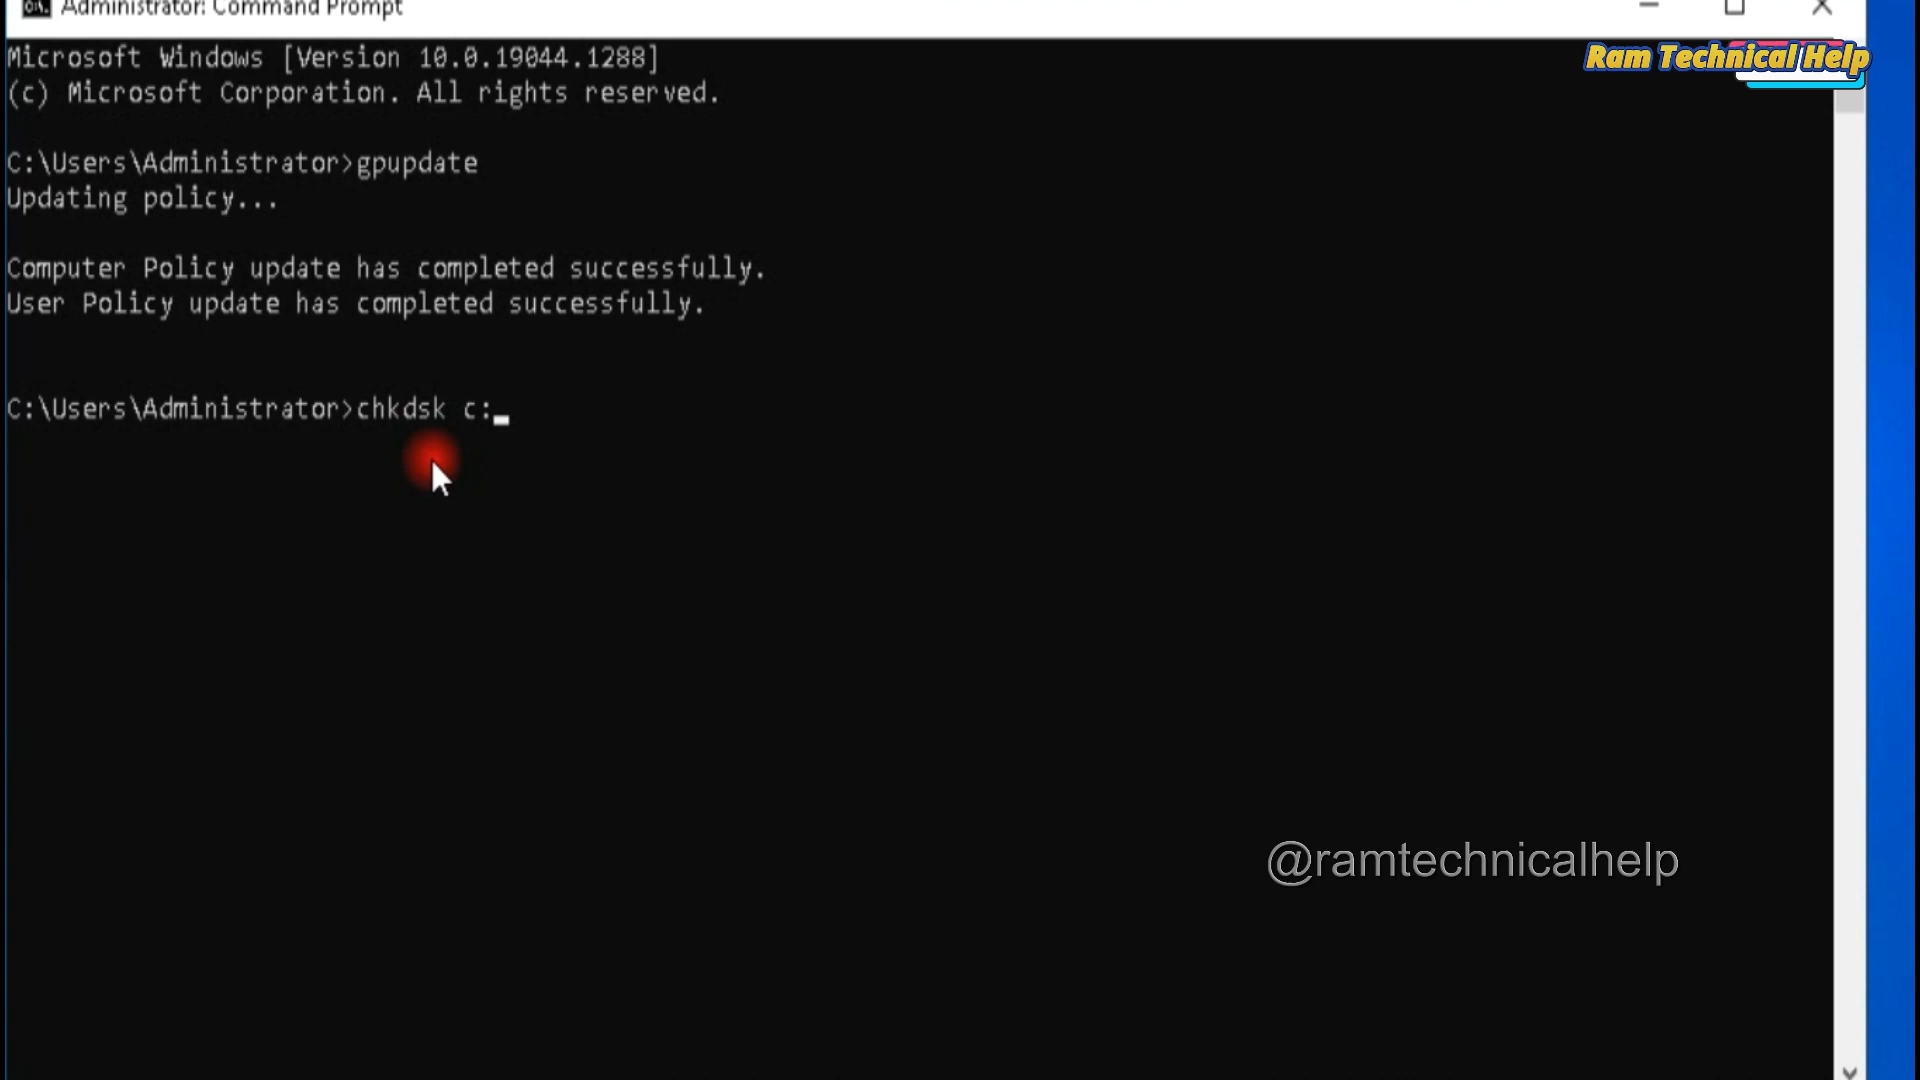 Administrator: Command Prompt
Ram Technical Help
Microsoft Windows [Version 10.0.19044.1288]
(c) Microsoft Corporation. All rights reserved.
C:\Users\Administrator>gpupdate
Updating policy...
Computer Policy update has completed successfully.
User Policy update has completed successfully.
C:\Users\Administrator>chkdsk c:
@ramtechnicalhelp